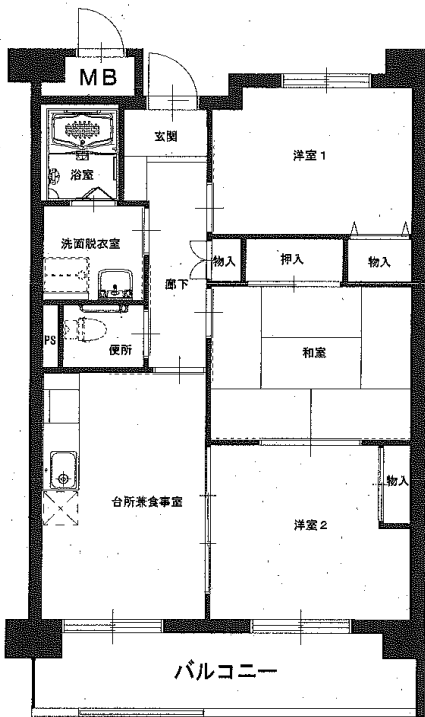 MB
玄関
洋室1
浴室
洗面脱衣室
物入
押入
物入
廊下
PS
便所
和室
台所兼食事室
物入
洋室2
バルコニー